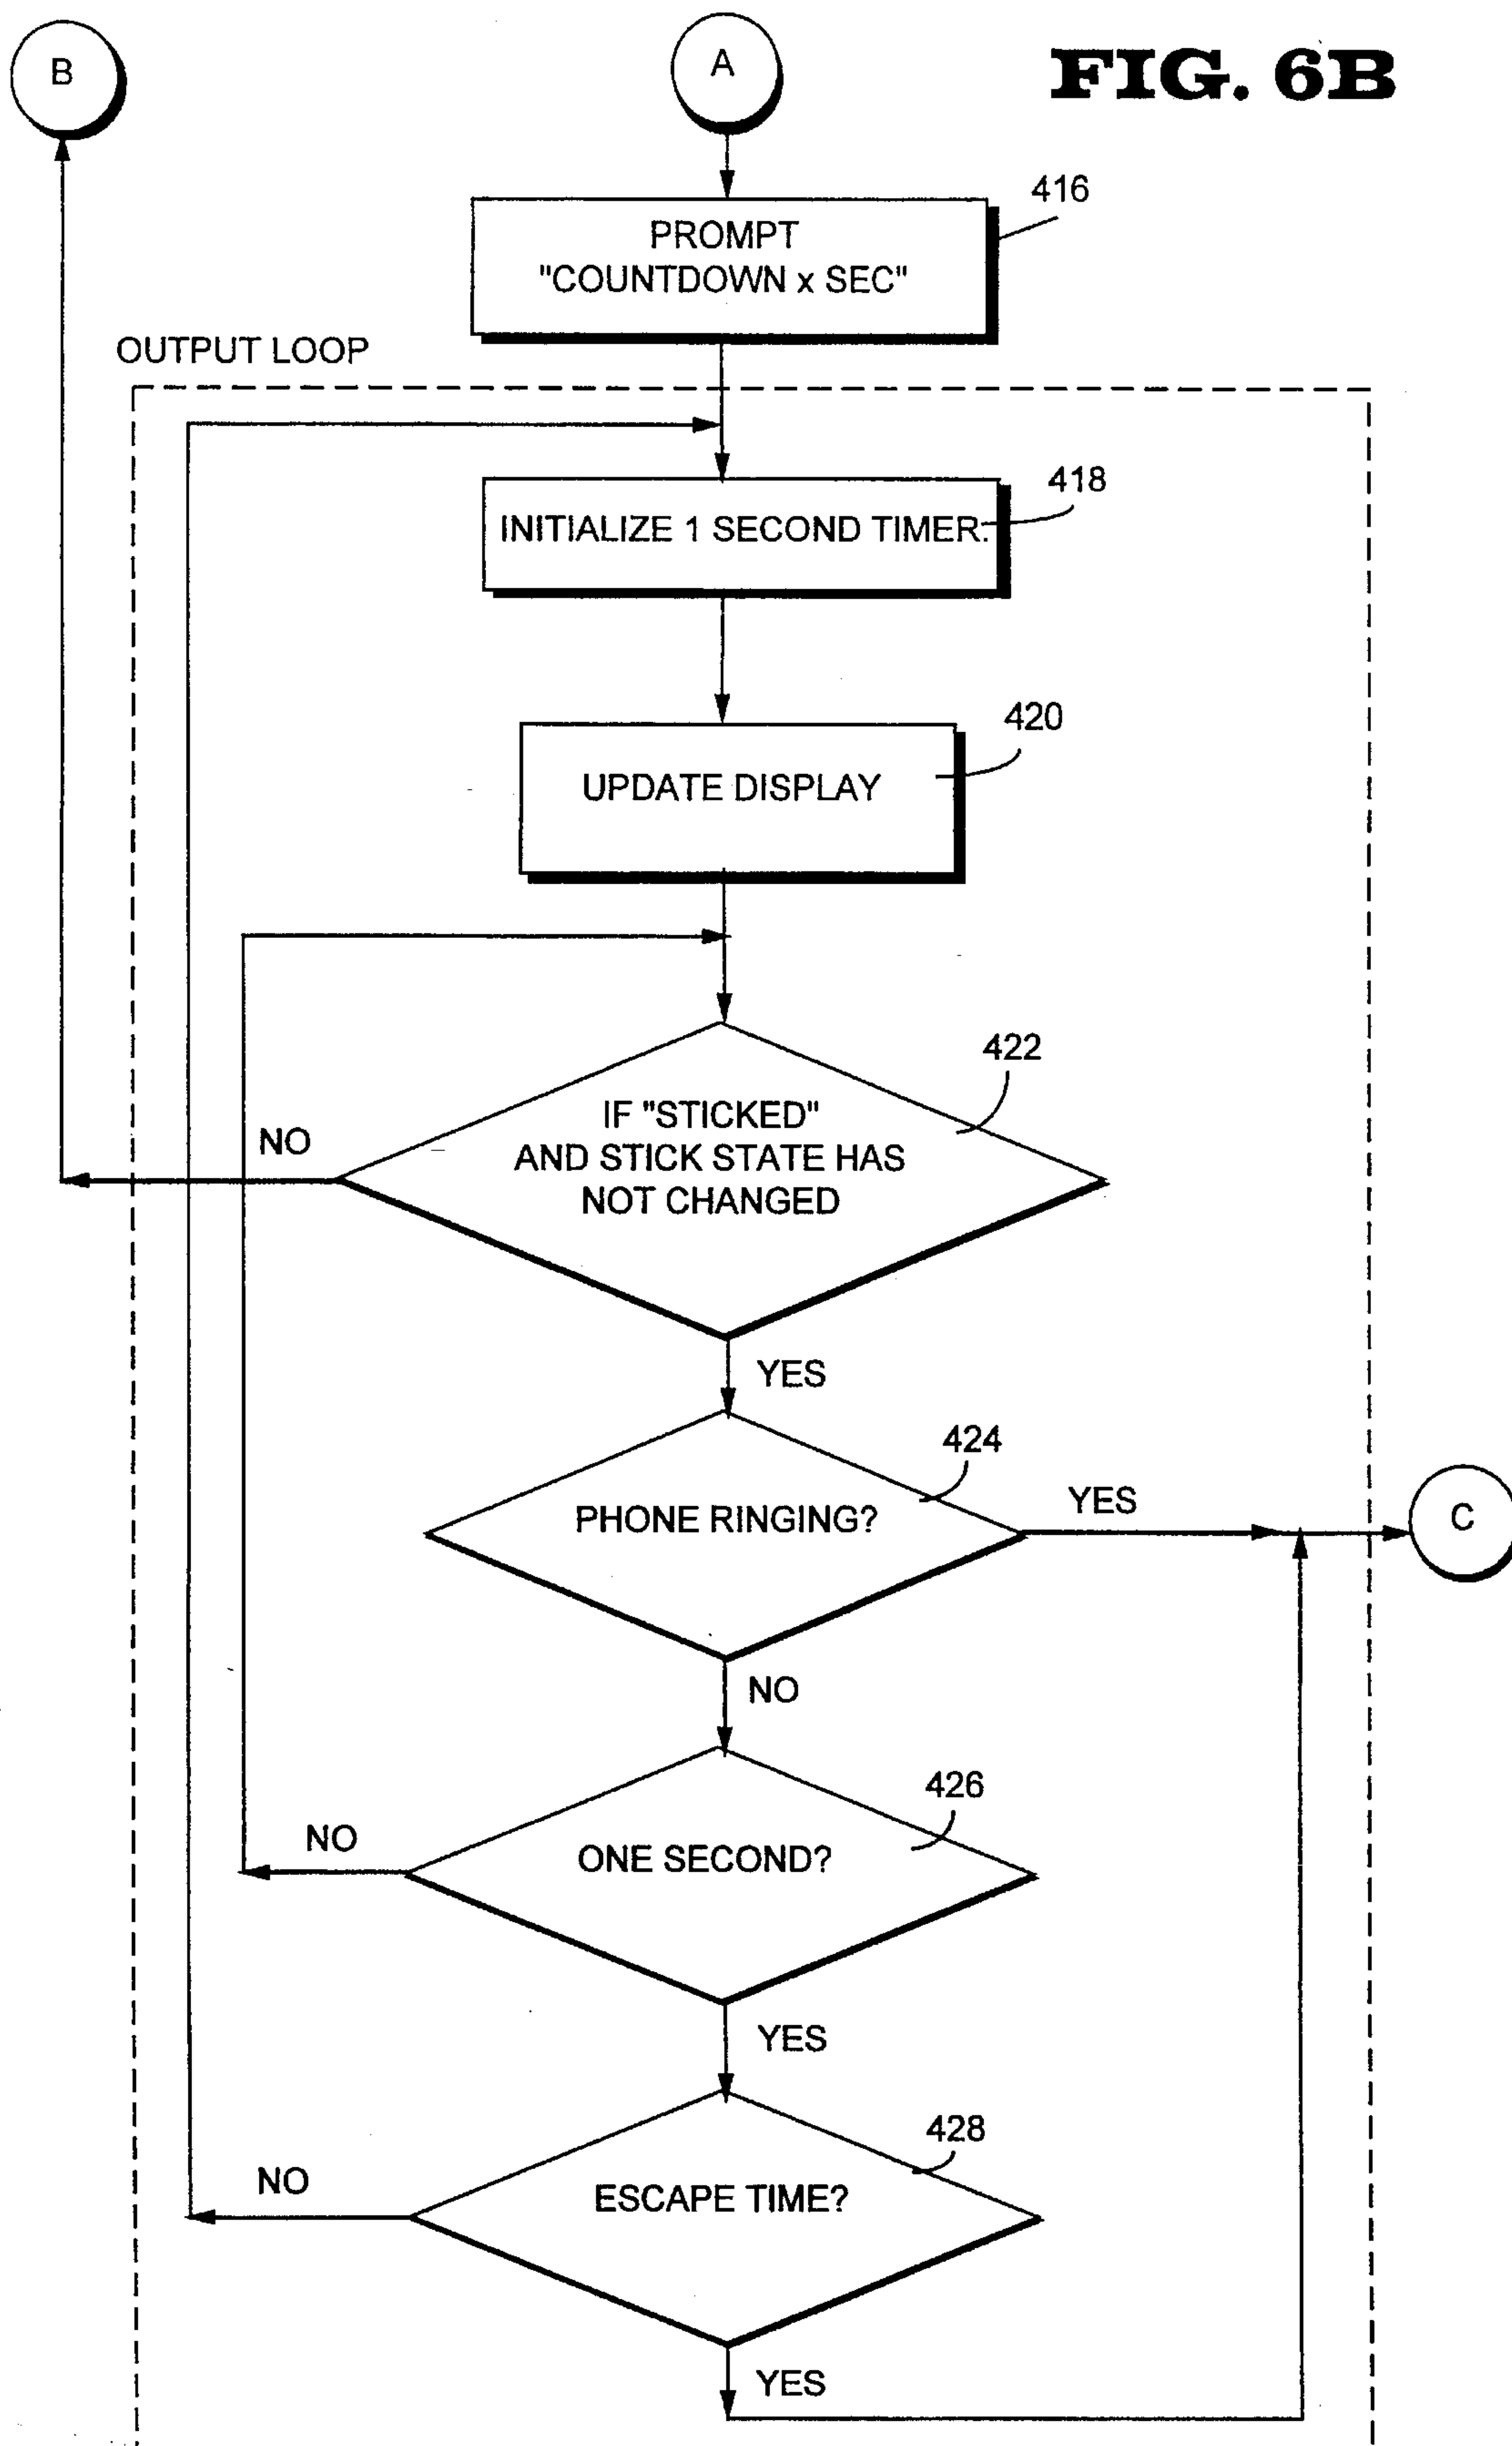 B
A
FIG. 6B
416
PROMPT
"COUNTDOWN x SEC"
OUTPUT LOOP
418
INITIALIZE 1 SECOND TIMER.
420
UPDATE DISPLAY
422
IF "STICKED"
AND STICK STATE HAS
NOT CHANGED
NO
YES
424
PHONE RINGING?
YES
C
NO
426
ONE SECOND?
NO
YES
428
ESCAPE TIME?
NO
YES